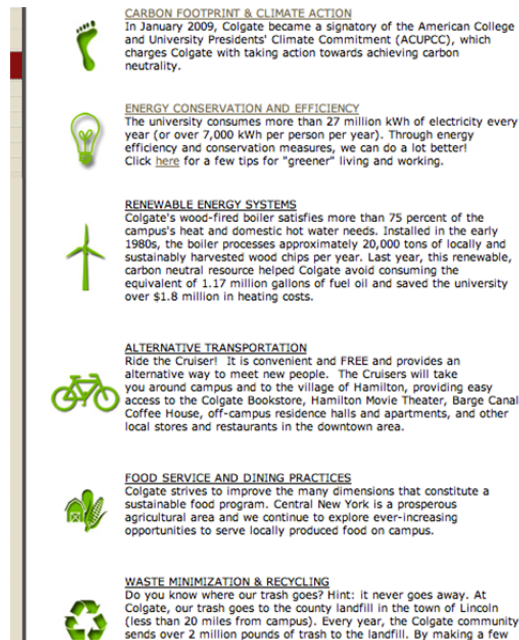 CARBON FOOTPRINT & CLIMATE ACTION
In January 2009, Colgate became a signatory of the American College
and University Presidents' Climate Commitment (ACUPCC), which
charges Colgate with taking action towards achieving carbon
neutrality.
ENERGY CONSERVATION AND EFFICIENCY
The university consumes more than 27 million kWh of electricity every
year (or over 7,000 kWh per person per year). Through energy
efficiency and conservation measures, we can do a lot better!
Click here for a few tips for "greener" living and working.
RENEWABLE ENERGY SYSTEMS
Colgate's wood-fired boiler satisfies more than 75 percent of the
campus's heat and domestic hot water needs. Installed in the early
1980s, the boiler processes approximately 20,000 tons of locally and
sustainably harvested wood chips per year. Last year, this renewable,
carbon neutral resource helped Colgate avoid consuming the
equivalent of 1.17 million gallons of fuel oil and saved the university
over $1.8 million in heating costs.
ALTERNATIVE TRANSPORTATION
Ride the Cruiser!  It is convenient and FREE and provides an
alternative way to meet new people.  The Cruisers will take
you around campus and to the village of Hamilton, providing easy
access to the Colgate Bookstore, Hamilton Movie Theater, Barge Canal
Coffee House, off-campus residence halls and apartments, and other
local stores and restaurants in the downtown area.
FOOD SERVICE AND DINING PRACTICES
Colgate strives to improve the many dimensions that constitute a
sustainable food program. Central New York is a prosperous
agricultural area and we continue to explore ever-increasing
opportunities to serve locally produced food on campus.
WASTE MINIMIZATION & RECYCLING
Do you know where our trash goes? Hint: it never goes away. At
Colgate, our trash goes to the county landfill in the town of Lincoln
(less than 20 miles from campus). Every year, the Colgate community
sends over 2 million pounds of trash to the landfill. By making a few